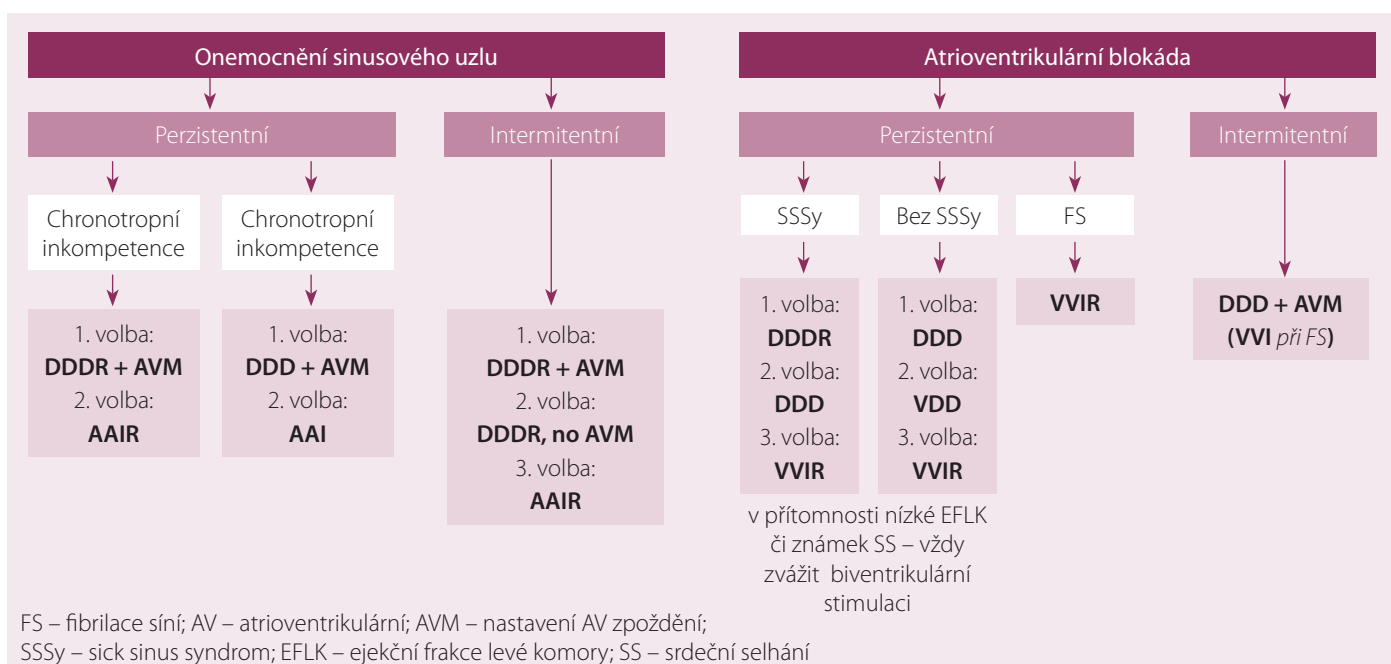 Onemocnění sinusového uzlu
Perzistentní
Intermitentní
Chronotropní
inkompetence
Chronotropní
inkompetence
1. volba:
DDDR + AVM
2. volba:
AAIR
1. volba:
DDD + AVM
2. volba:
AAI
1. volba:
DDDR + AVM
2. volba:
DDDR, no AVM
3. volba:
AAIR
Atrioventrikulární blokáda
Perzistentní
Intermitentní
SSSy
Bez SSSy
FS
1. volba:
DDDR
2. volba:
DDD
3. volba:
VVIR
1. volba:
DDD
2. volba:
VDD
3. volba:
VVIR
VVIR
DDD + AVM
(VVI při FS)
v přítomnosti nízké EFLK
či známek SS – vždy
zvážit biventrikulární
stimulaci
FS – fibrilace síní; AV – atrioventrikulární; AVM – nastavení AV zpoždění;
SSSy – sick sinus syndrom; EFLK – ejekční frakce levé komory; SS – srdeční selhání